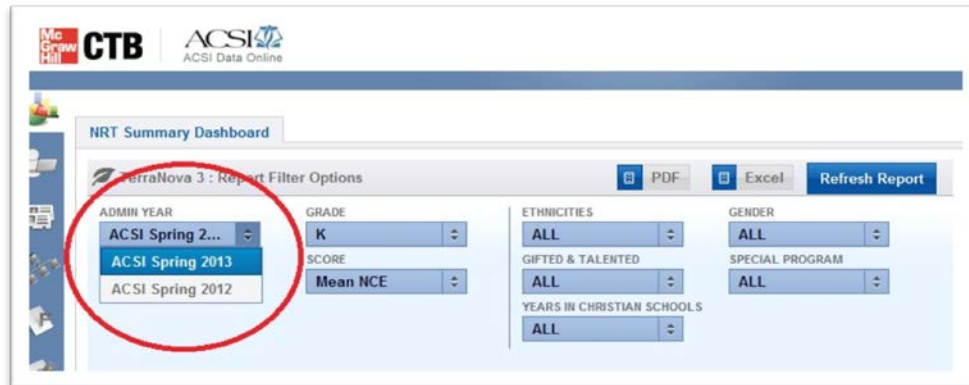 Mc
Graw
Hill
CTB
ACSI
ACSI Data Online
NRT Summary Dashboard
TerraNova 3 : Report Filter Options
PDF
Excel
Refresh Report
ADMIN YEAR
GRADE
ETHNICITIES
GENDER
ACSI Spring 2...
K
ALL
ALL
ACSI Spring 2013
SCORE
GIFTED & TALENTED
SPECIAL PROGRAM
ACSI Spring 2012
Mean NCE
ALL
ALL
YEARS IN CHRISTIAN SCHOOLS
ALL